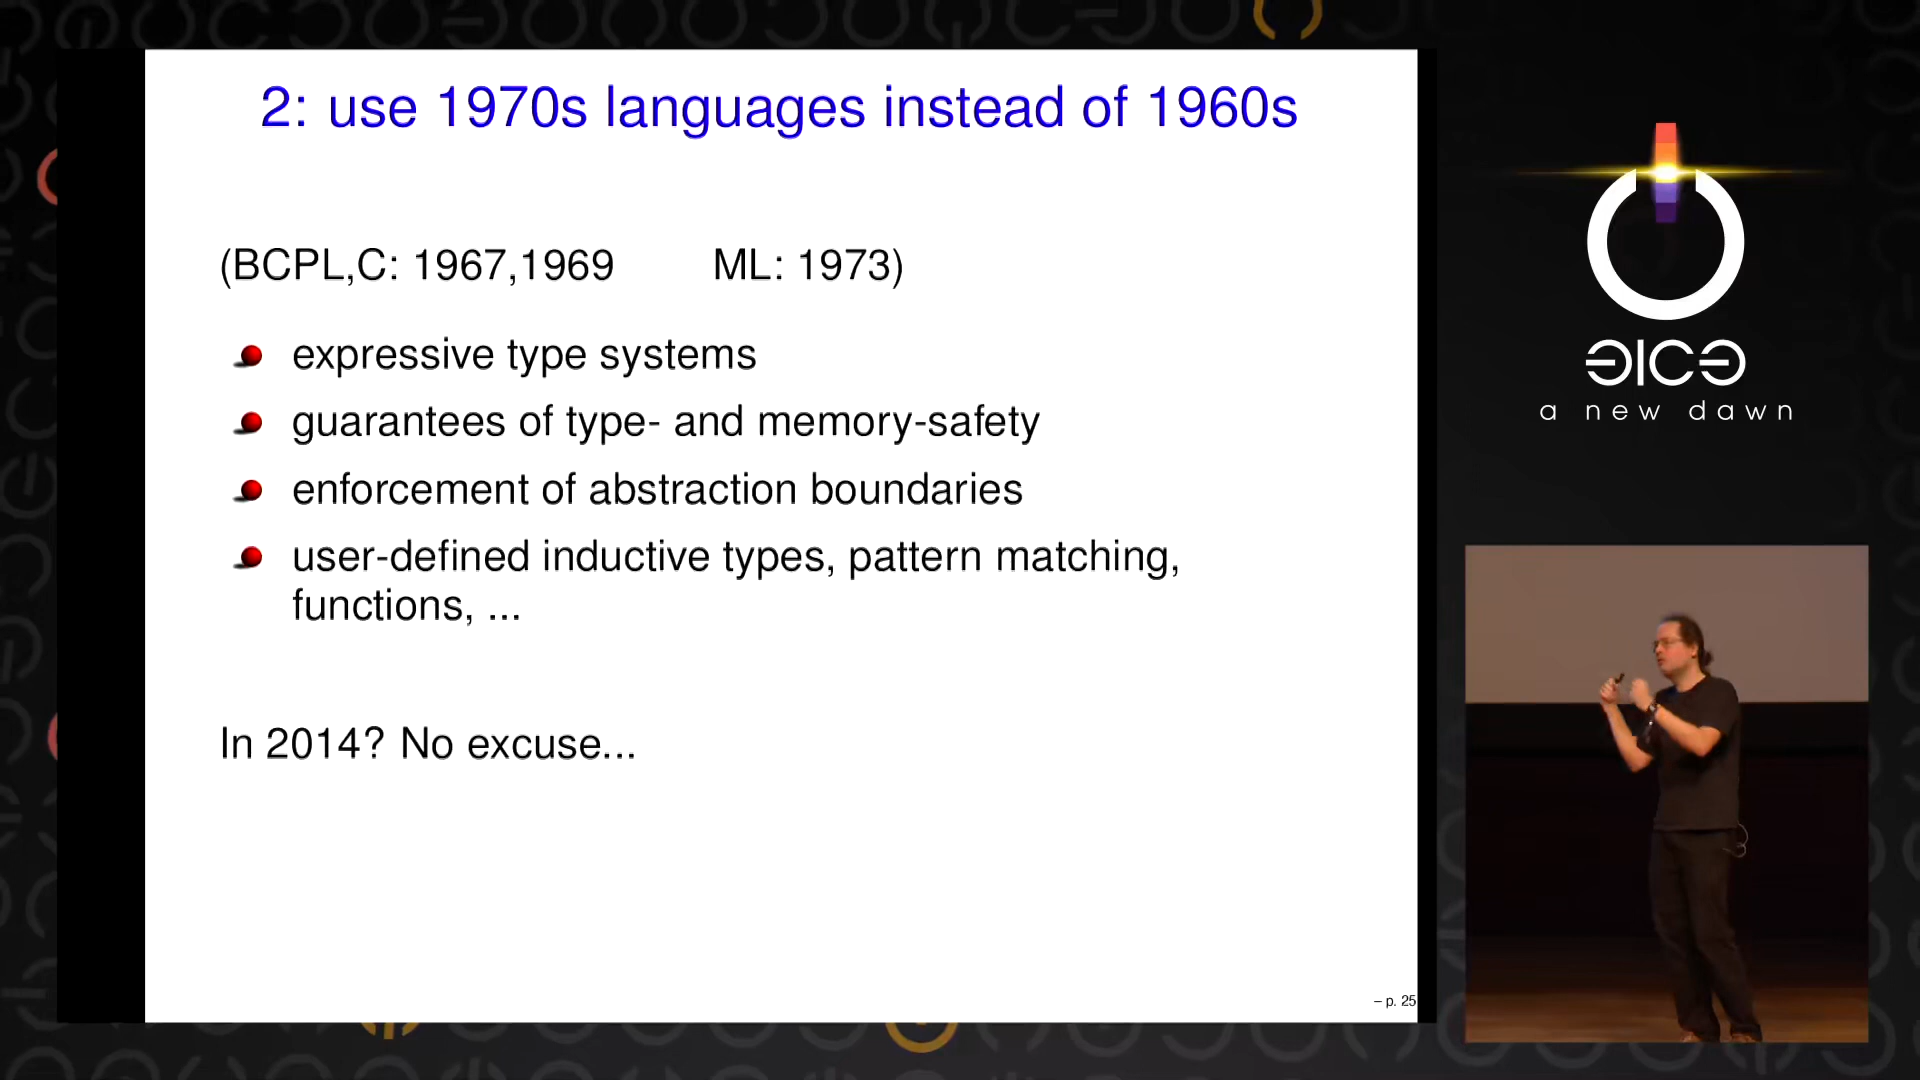 2: use 1970s languages instead of 1960s
(BCPL,C: 1967,1969 ML: 1973)
expressive type systems
guarantees of type- and memory-safety
enforcement of abstraction boundaries
user-defined inductive types, pattern matching,
functions, ...
In 2014? No excuse...
– p. 25
a new dawn